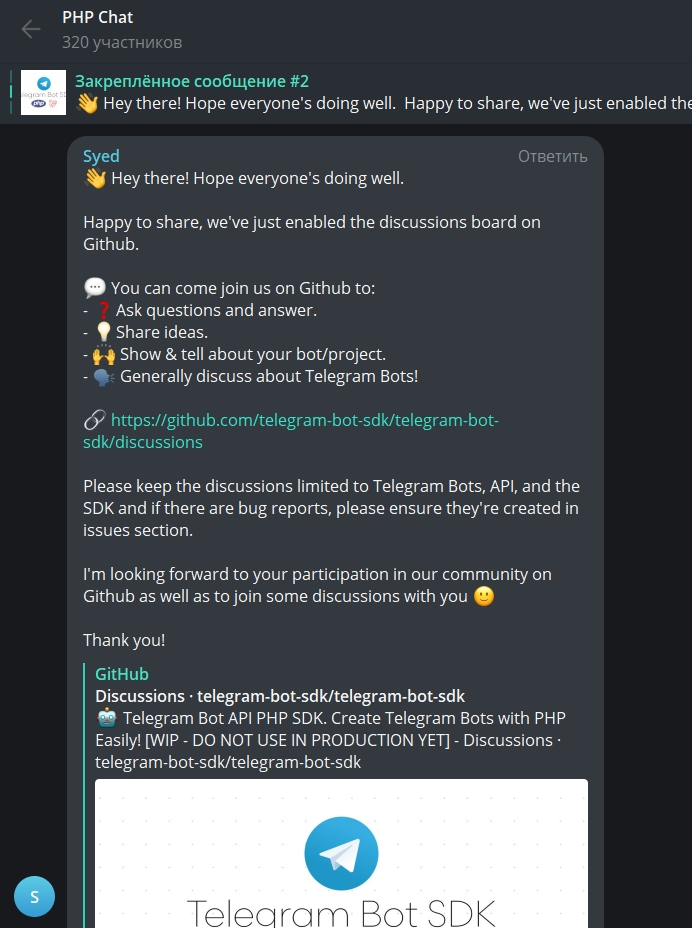 PHP Chat
320 участников
Закреплённое сообщение #2
👋 Hey there! Hope everyone's doing well. Happy to share, we've just enabled the
Syed
Ответить
👋 Hey there! Hope everyone's doing well.
Happy to share, we've just enabled the discussions board on
Github.
💬 You can come join us on Github to:
- ❓ Ask questions and answer.
- 💡 Share ideas.
- 🙌 Show & tell about your bot/project.
- 🗣 Generally discuss about Telegram Bots!
🔗 https://github.com/telegram-bot-sdk/telegram-bot-
sdk/discussions
Please keep the discussions limited to Telegram Bots, API, and the
SDK and if there are bug reports, please ensure they're created in
issues section.
I'm looking forward to your participation in our community on
Github as well as to join some discussions with you 🙂
Thank you!
GitHub
Discussions · telegram-bot-sdk/telegram-bot-sdk
🤖 Telegram Bot API PHP SDK. Create Telegram Bots with PHP
Easily! [WIP - DO NOT USE IN PRODUCTION YET] - Discussions ·
telegram-bot-sdk/telegram-bot-sdk
Telegram Bot SDK
S